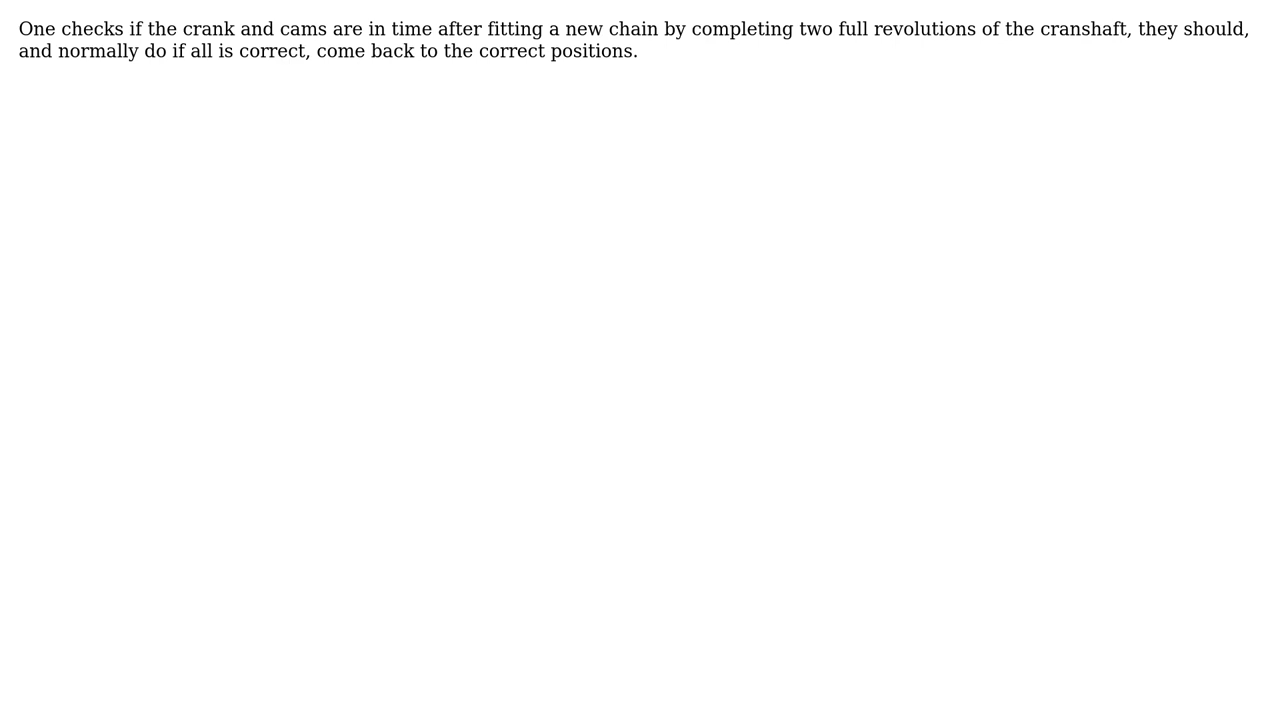 One checks if the crank and cams are in time after fitting a new chain by completing two full revolutions of the cranshaft, they should,
and normally do if all is correct, come back to the correct positions.